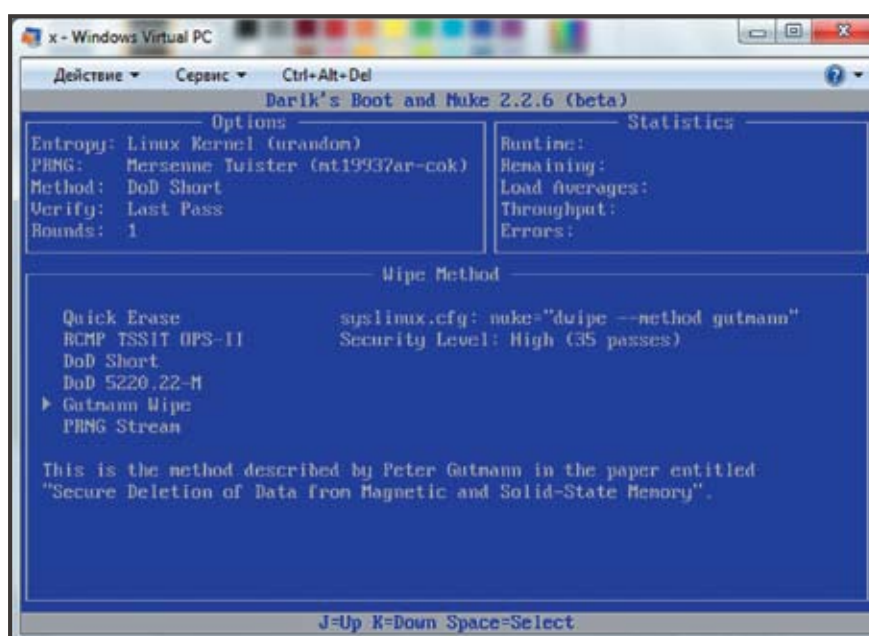 x - Windows Virtual PC
Действие Сервис Ctrl+Alt+Del
Darik's Boot and Nuke 2.2.6 (beta)
Options
Entropy: Linux Kernel (urandom)
PRNG: Mersenne Twister (mt19937ar-cok)
Method: DoD Short
Verify: Last Pass
Rounds: 1
Statistics
Runtime:
Remaining:
Load Averages:
Throughput:
Errors:
Wipe Method
Quick Erase
RCMP TSSIT OPS-II
DoD Short
DoD 5220.22-M
Gutmann Wipe
PRNG Stream
syslinux.cfg: nuke="dwipe --method gutmann"
Security Level: High (35 passes)
This is the method described by Peter Gutmann in the paper entitled
"Secure Deletion of Data from Magnetic and Solid-State Memory".
J=Up K=Down Space=Select